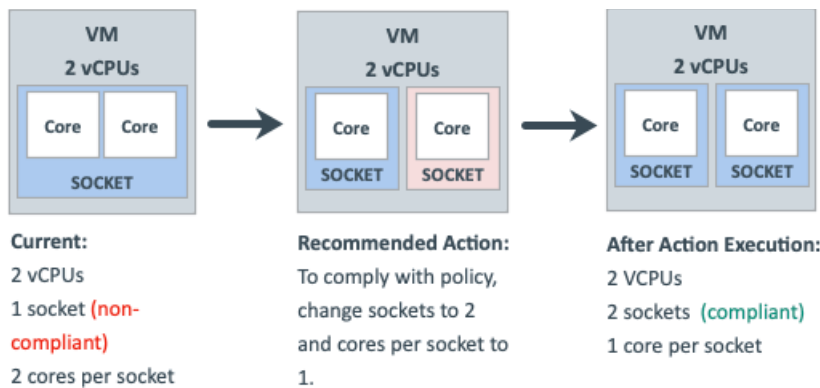 VM
2 vCPUs
Core Core
SOCKET
VM
2 vCPUs
Core Core
SOCKET SOCKET
VM
2 vCPUs
Core Core
SOCKET SOCKET
Current:
2 vCPUs
1 socket (non-
compliant)
2 cores per socket
Recommended Action:
To comply with policy,
change sockets to 2
and cores per socket to
1.
After Action Execution:
2 VCPUs
2 sockets (compliant)
1 core per socket